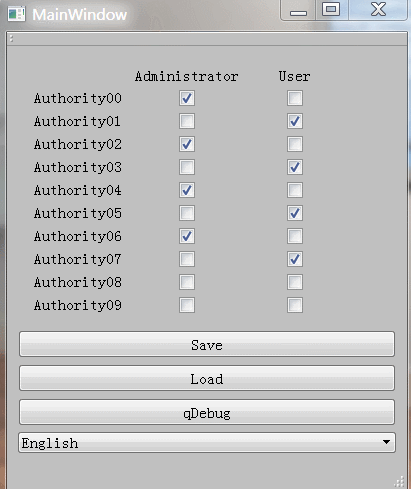 MainWindow
Administrator User
Authority00
Authority01
Authority02
Authority03
Authority04
Authority05
Authority06
Authority07
Authority08
Authority09
Save
Load
qDebug
English